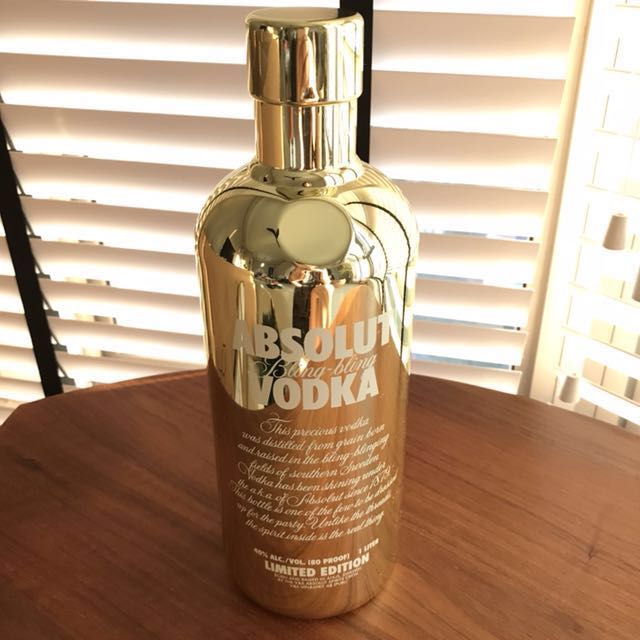 ABSOLUT
Bling-bling
VODKA
This precious vodka
was distilled from grain born
and raised in the bling-blinging
fields of southern Sweden.
Vodka has been shining under
the a.k.a. of Absolut since 1879.
This bottle is one of the few to be dressed
up for the party. Unlike the threads
the spirit inside is the real thing.
40% ALC./VOL. (80 PROOF) 1 LITER
LIMITED EDITION